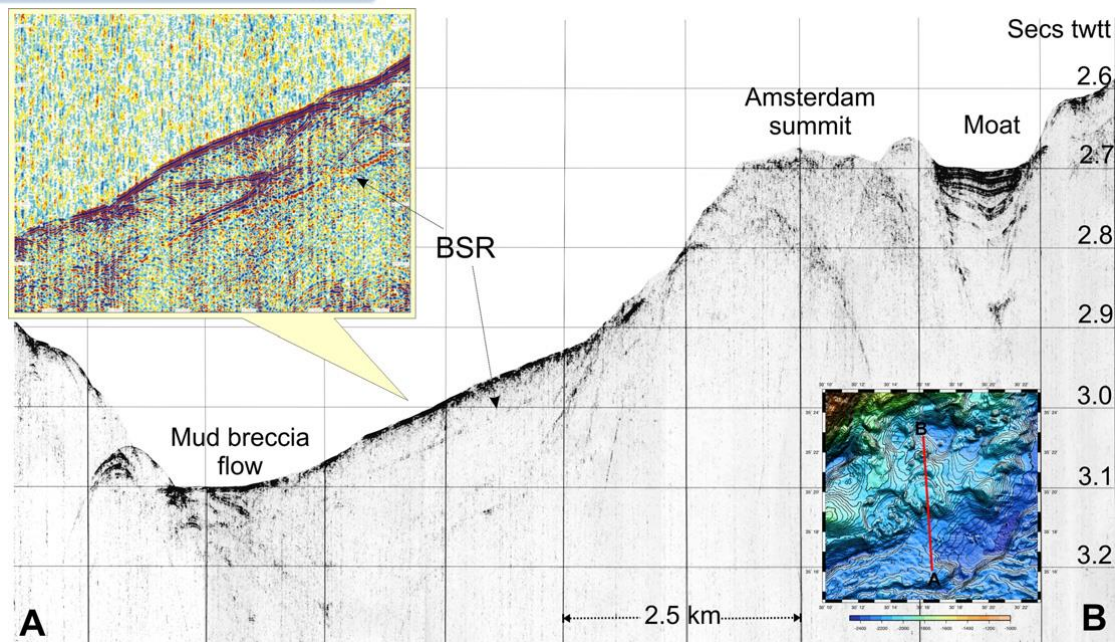 Secs twtt
2.6
Amsterdam
summit
Moat
2.7
BSR
2.8
2.9
3.0
Mud breccia
flow
3.1
3.2
2.5 km
A
B
B
A